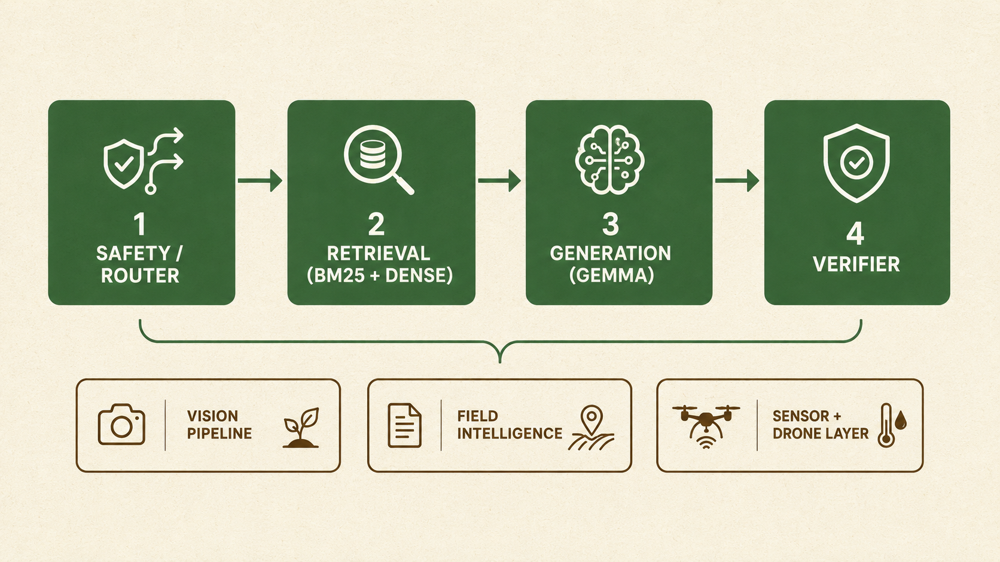 1
SAFETY /
ROUTER
2
RETRIEVAL
(BM25 + DENSE)
3
GENERATION
(GEMMA)
4
VERIFIER
VISION
PIPELINE
FIELD
INTELLIGENCE
SENSOR +
DRONE LAYER